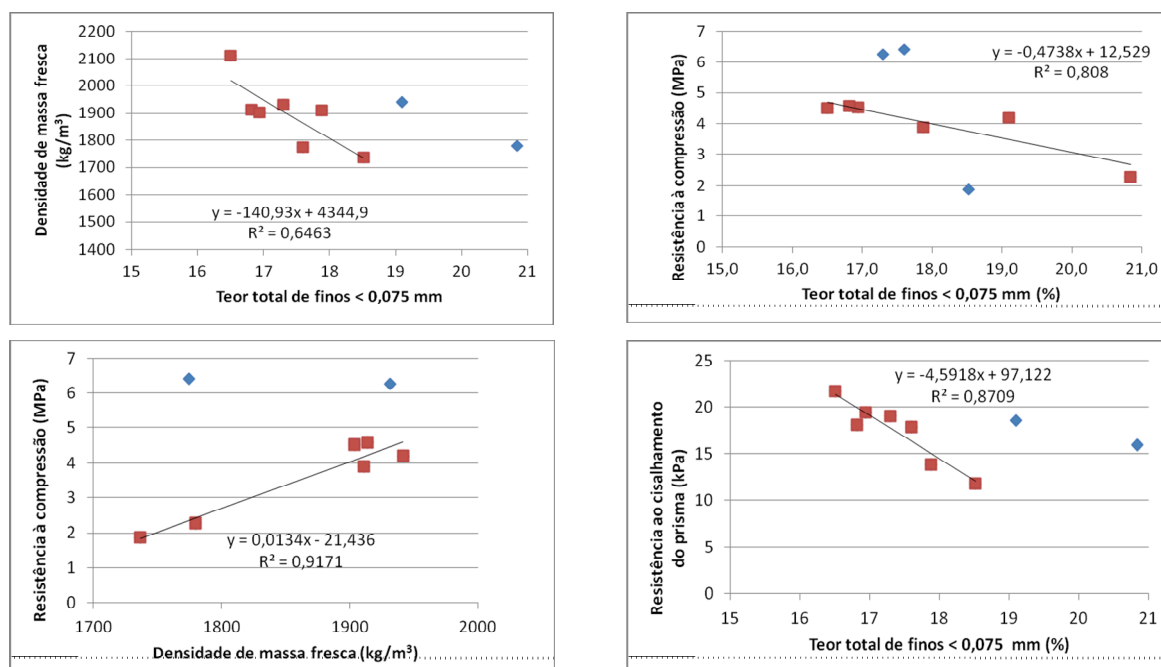 Densidade de massa fresca
(kg/m³)
2200
2100
2000
1900
1800
1700
1600
1500
1400
y = -140,93x + 4344,9
R² = 0,6463
15 16 17 18 19 20 21
Teor total de finos < 0,075 mm
Resistência à compressão (MPa)
7
6
5
4
3
2
1
0
y = -0,4738x + 12,529
R² = 0,808
15,0 16,0 17,0 18,0 19,0 20,0 21,0
Teor total de finos < 0,075 mm (%)
Resistência à compressão (MPa)
7
6
5
4
3
2
1
0
y = 0,0134x - 21,436
R² = 0,9171
1700 1800 1900 2000
Densidade de massa fresca (kg/m³)
Resistência ao cisalhamento
do prisma (kPa)
25
20
15
10
5
0
y = -4,5918x + 97,122
R² = 0,8709
15 16 17 18 19 20 21
Teor total de finos < 0,075 mm (%)